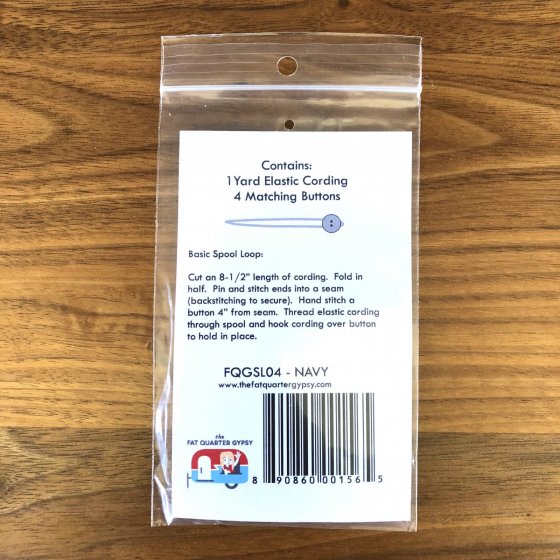 Contains:
1 Yard Elastic Cording
4 Matching Buttons
Basic Spool Loop:
Cut an 8-1/2" length of cording. Fold in
half. Pin and stitch ends into a seam
(backstitching to secure). Hand stitch a
button 4" from seam. Thread elastic cording
through spool and hook cording over button
to hold in place.
FQGSL04 - NAVY
www.thefatquartergypsy.com
the
FAT QUARTER GYPSY
8 90860 00156 5